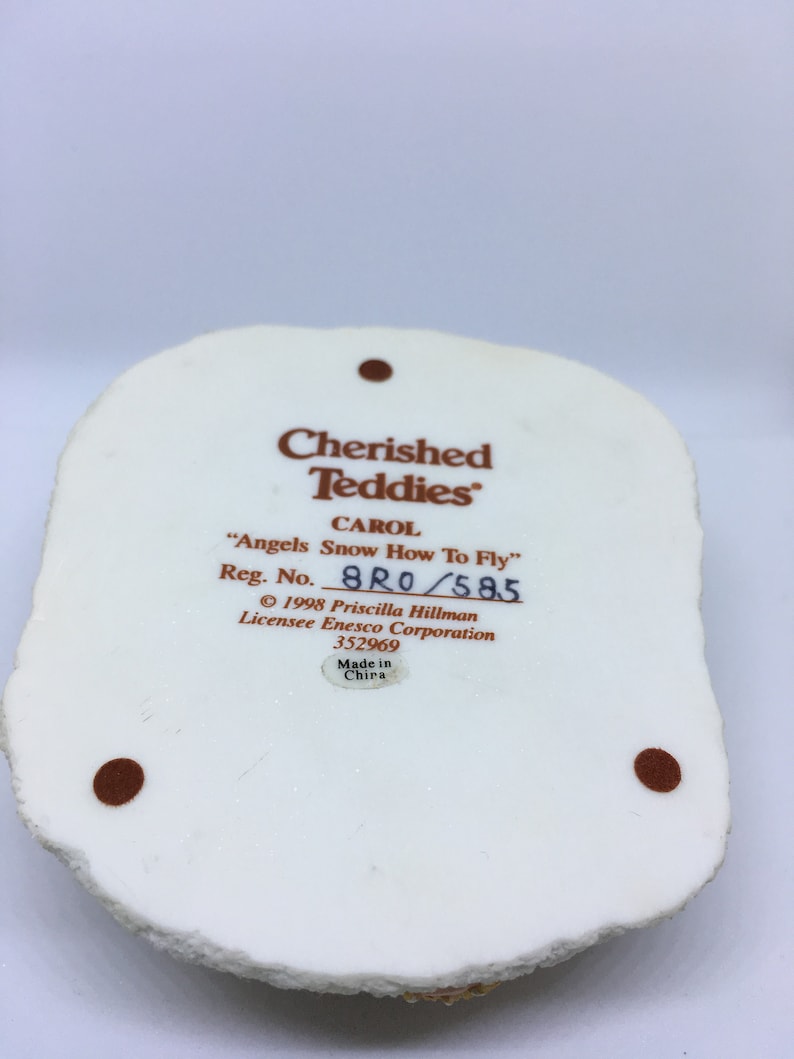 Cherished
Teddies®
CAROL
“Angels Snow How To Fly”
Reg. No. 8R0/585
© 1998 Priscilla Hillman
Licensee Enesco Corporation
352969
Made in
China